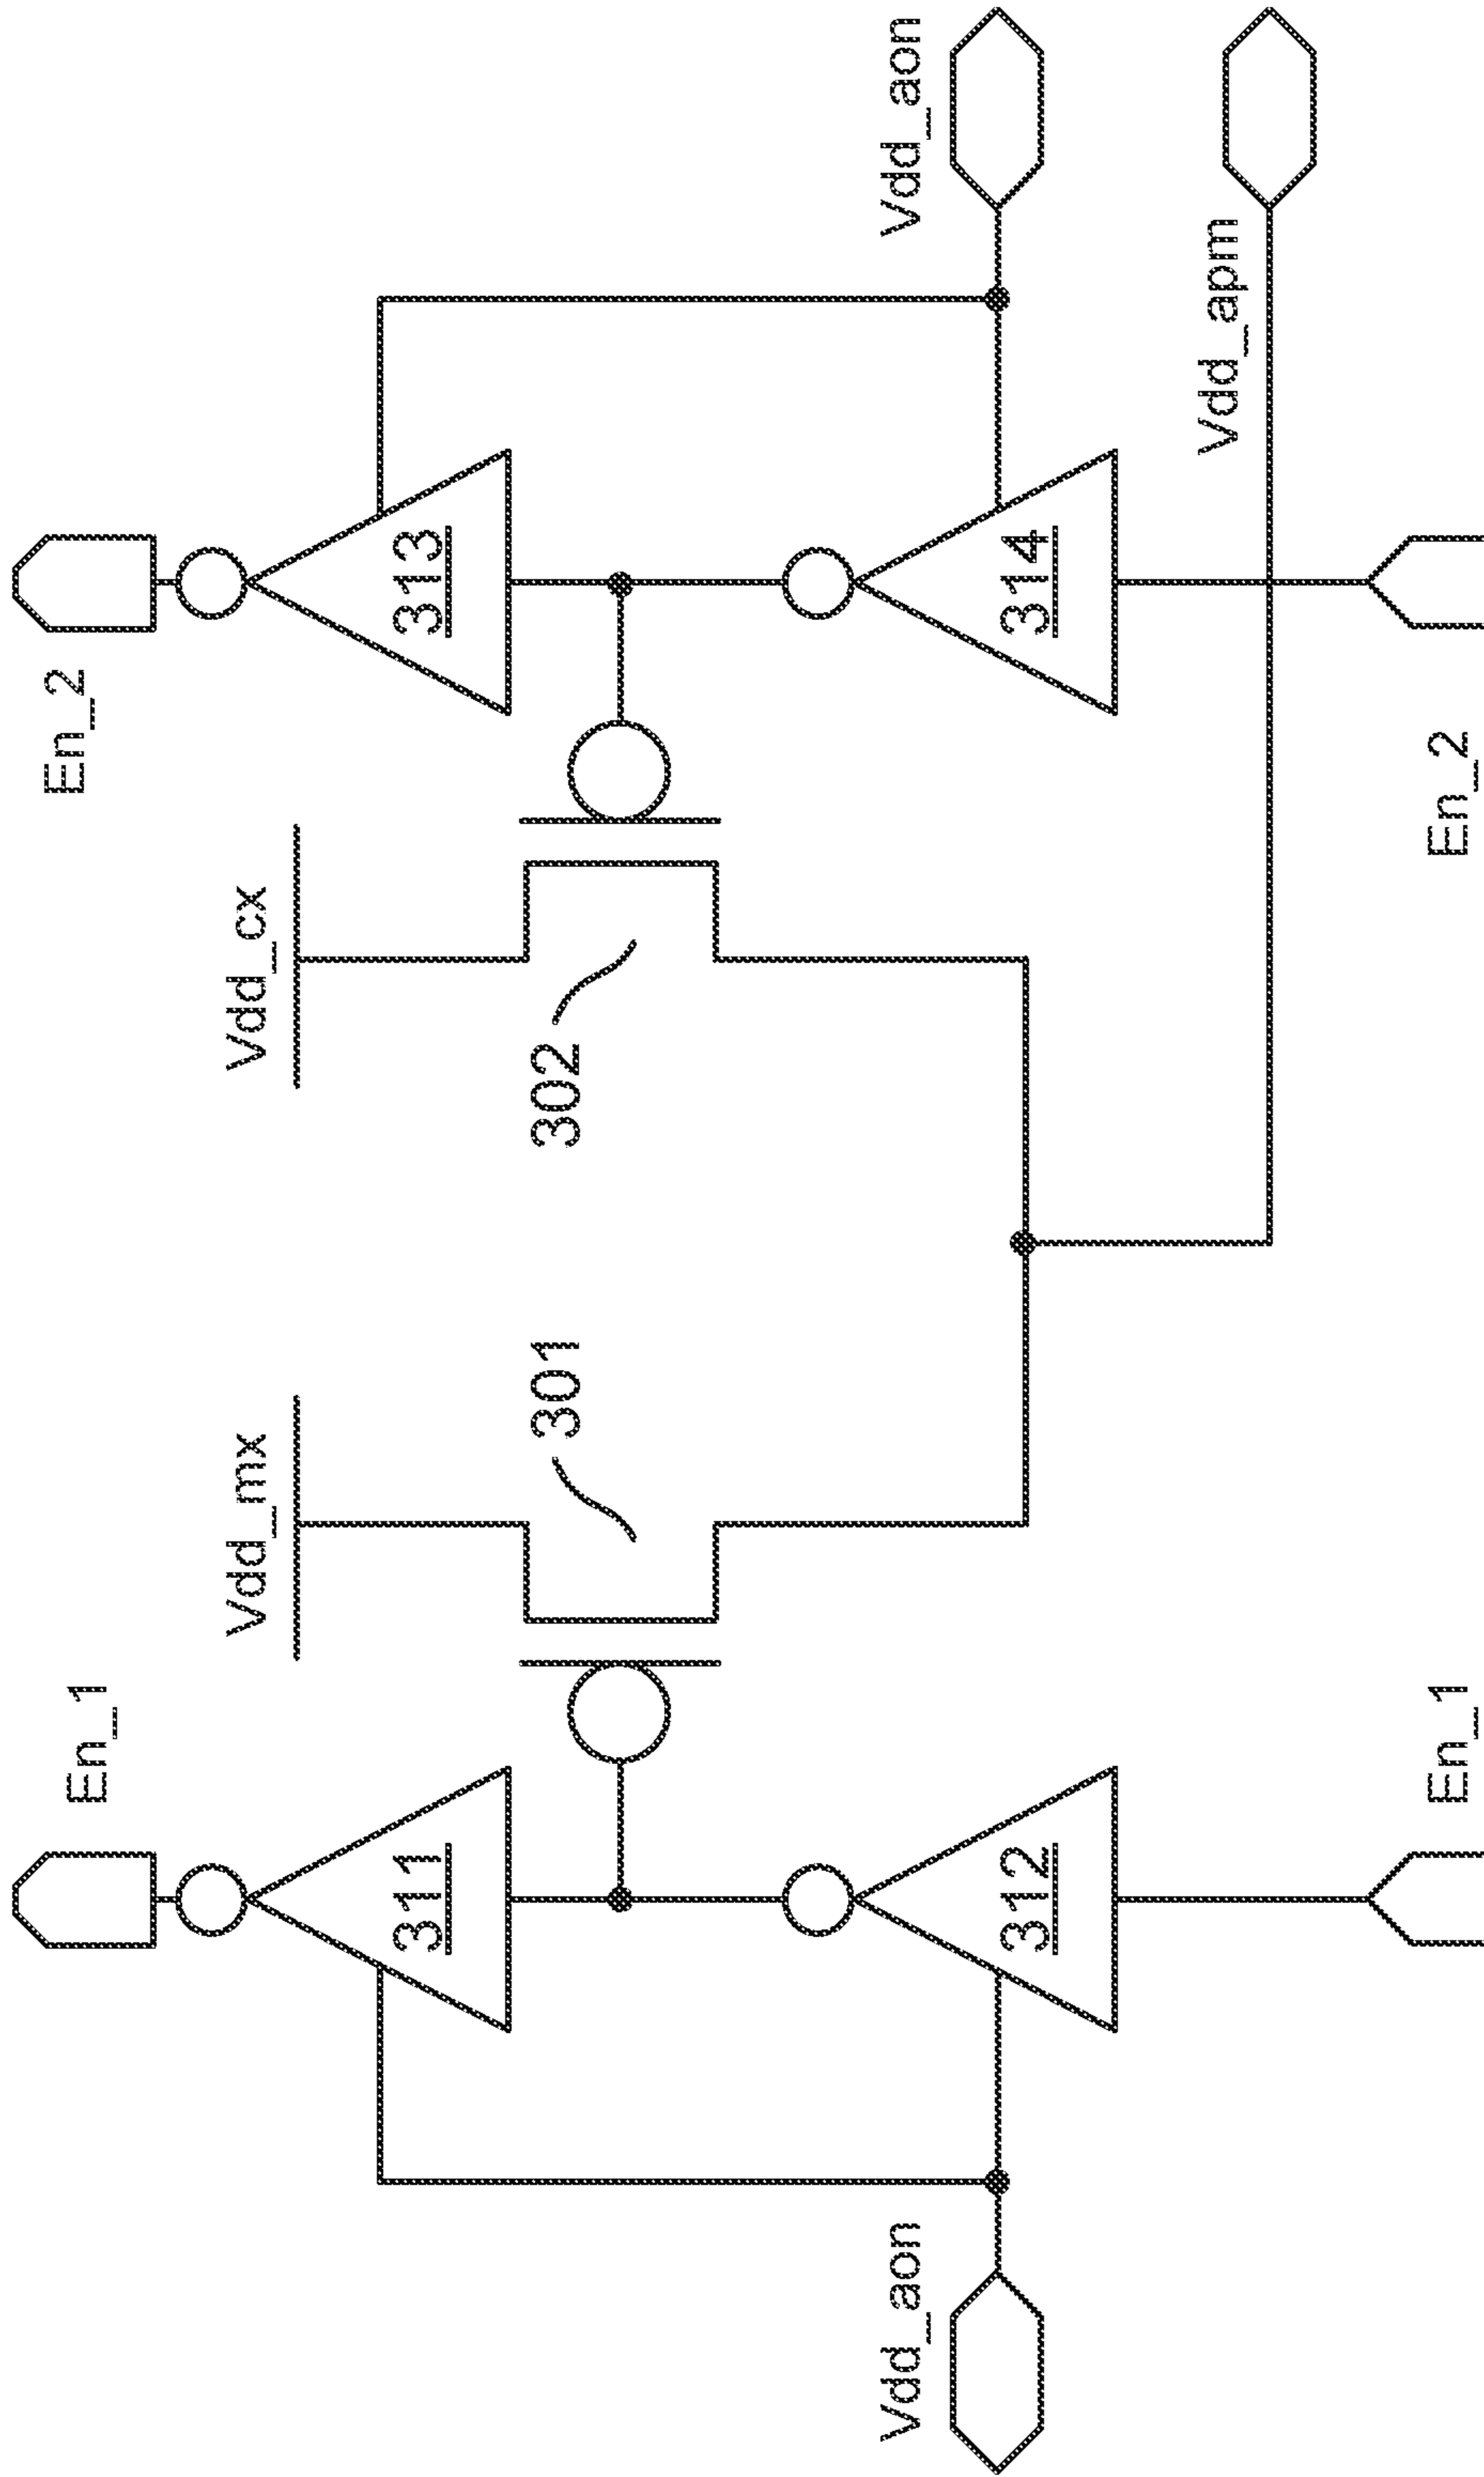 En_1
En_2
Vdd_mx
Vdd_cx
311
313
301
302
Vdd_aon
Vdd_aon
312
314
Vdd_apm
En_1
En_2